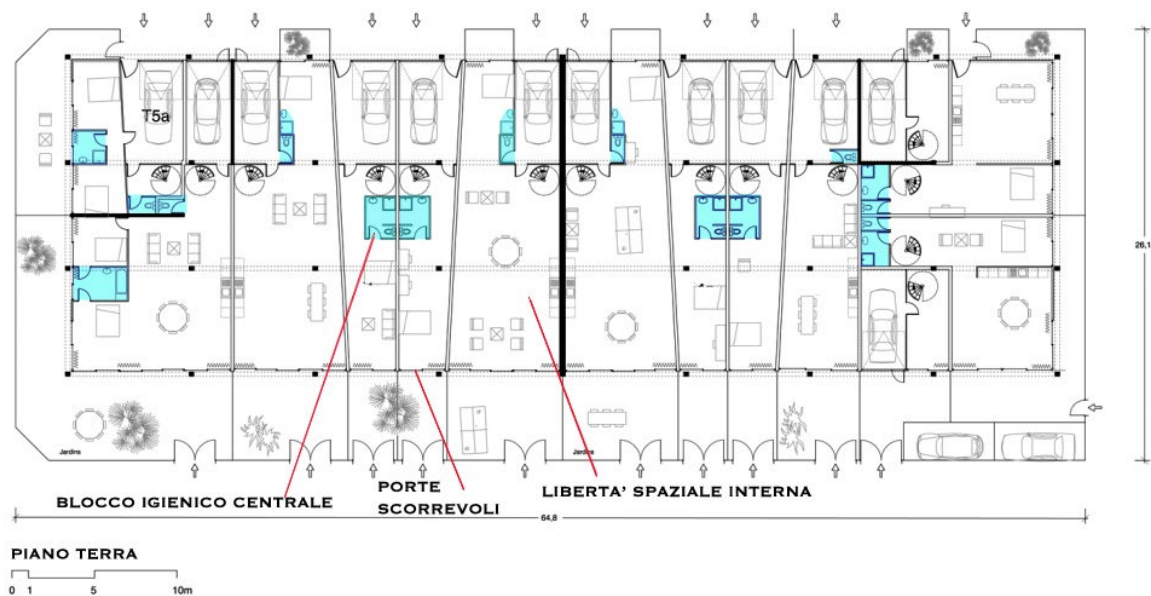 T5a
26,1
Jardins
Jardins
BLOCCO IGIENICO CENTRALE
PORTE
SCORREVOLI
LIBERTA' SPAZIALE INTERNA
64,8
PIANO TERRA
0 1 5 10m